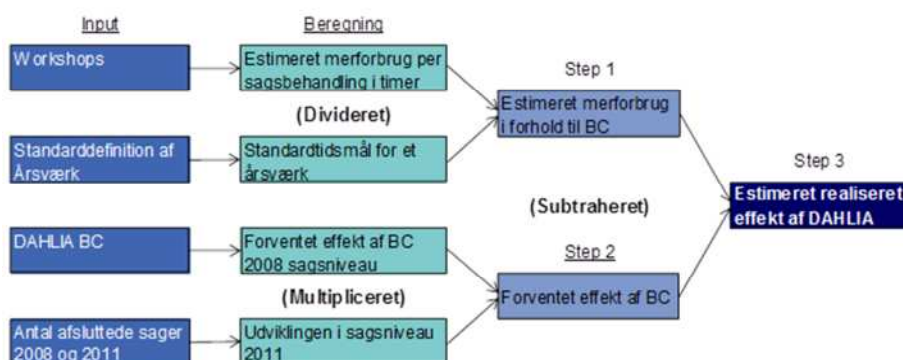 Input
Beregning
Workshops
Estimeret merforbrug per
sagsbehandling i timer
Step 1
(Divideret)
Estimeret merforbrug
i forhold til BC
Standarddefinition af
Årsværk
Standardtidsmål for et
årsværk
Step 3
Estimeret realiseret
effekt af DAHLIA
(Subtraheret)
DAHLIA BC
Forventet effekt af BC
2008 sagsniveau
Step 2
(Multipliceret)
Forventet effekt af BC
Antal afsluttede sager
2008 og 2011
Udviklingen i sagsniveau
2011